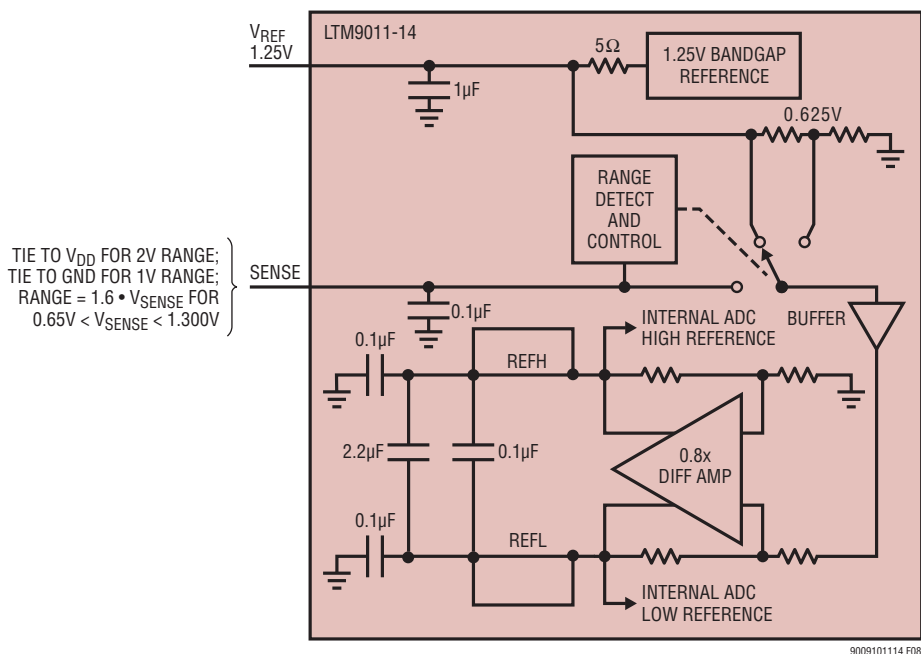 LTM9011-14
VREF
1.25V
5Ω
1.25V BANDGAP
REFERENCE
1µF
0.625V
RANGE
DETECT
AND
CONTROL
TIE TO VDD FOR 2V RANGE;
TIE TO GND FOR 1V RANGE;
RANGE = 1.6 • VSENSE FOR
0.65V < VSENSE < 1.300V
SENSE
0.1µF
BUFFER
INTERNAL ADC
HIGH REFERENCE
0.1µF
REFH
2.2µF
0.1µF
0.8x
DIFF AMP
0.1µF
REFL
INTERNAL ADC
LOW REFERENCE
9009101114 F08